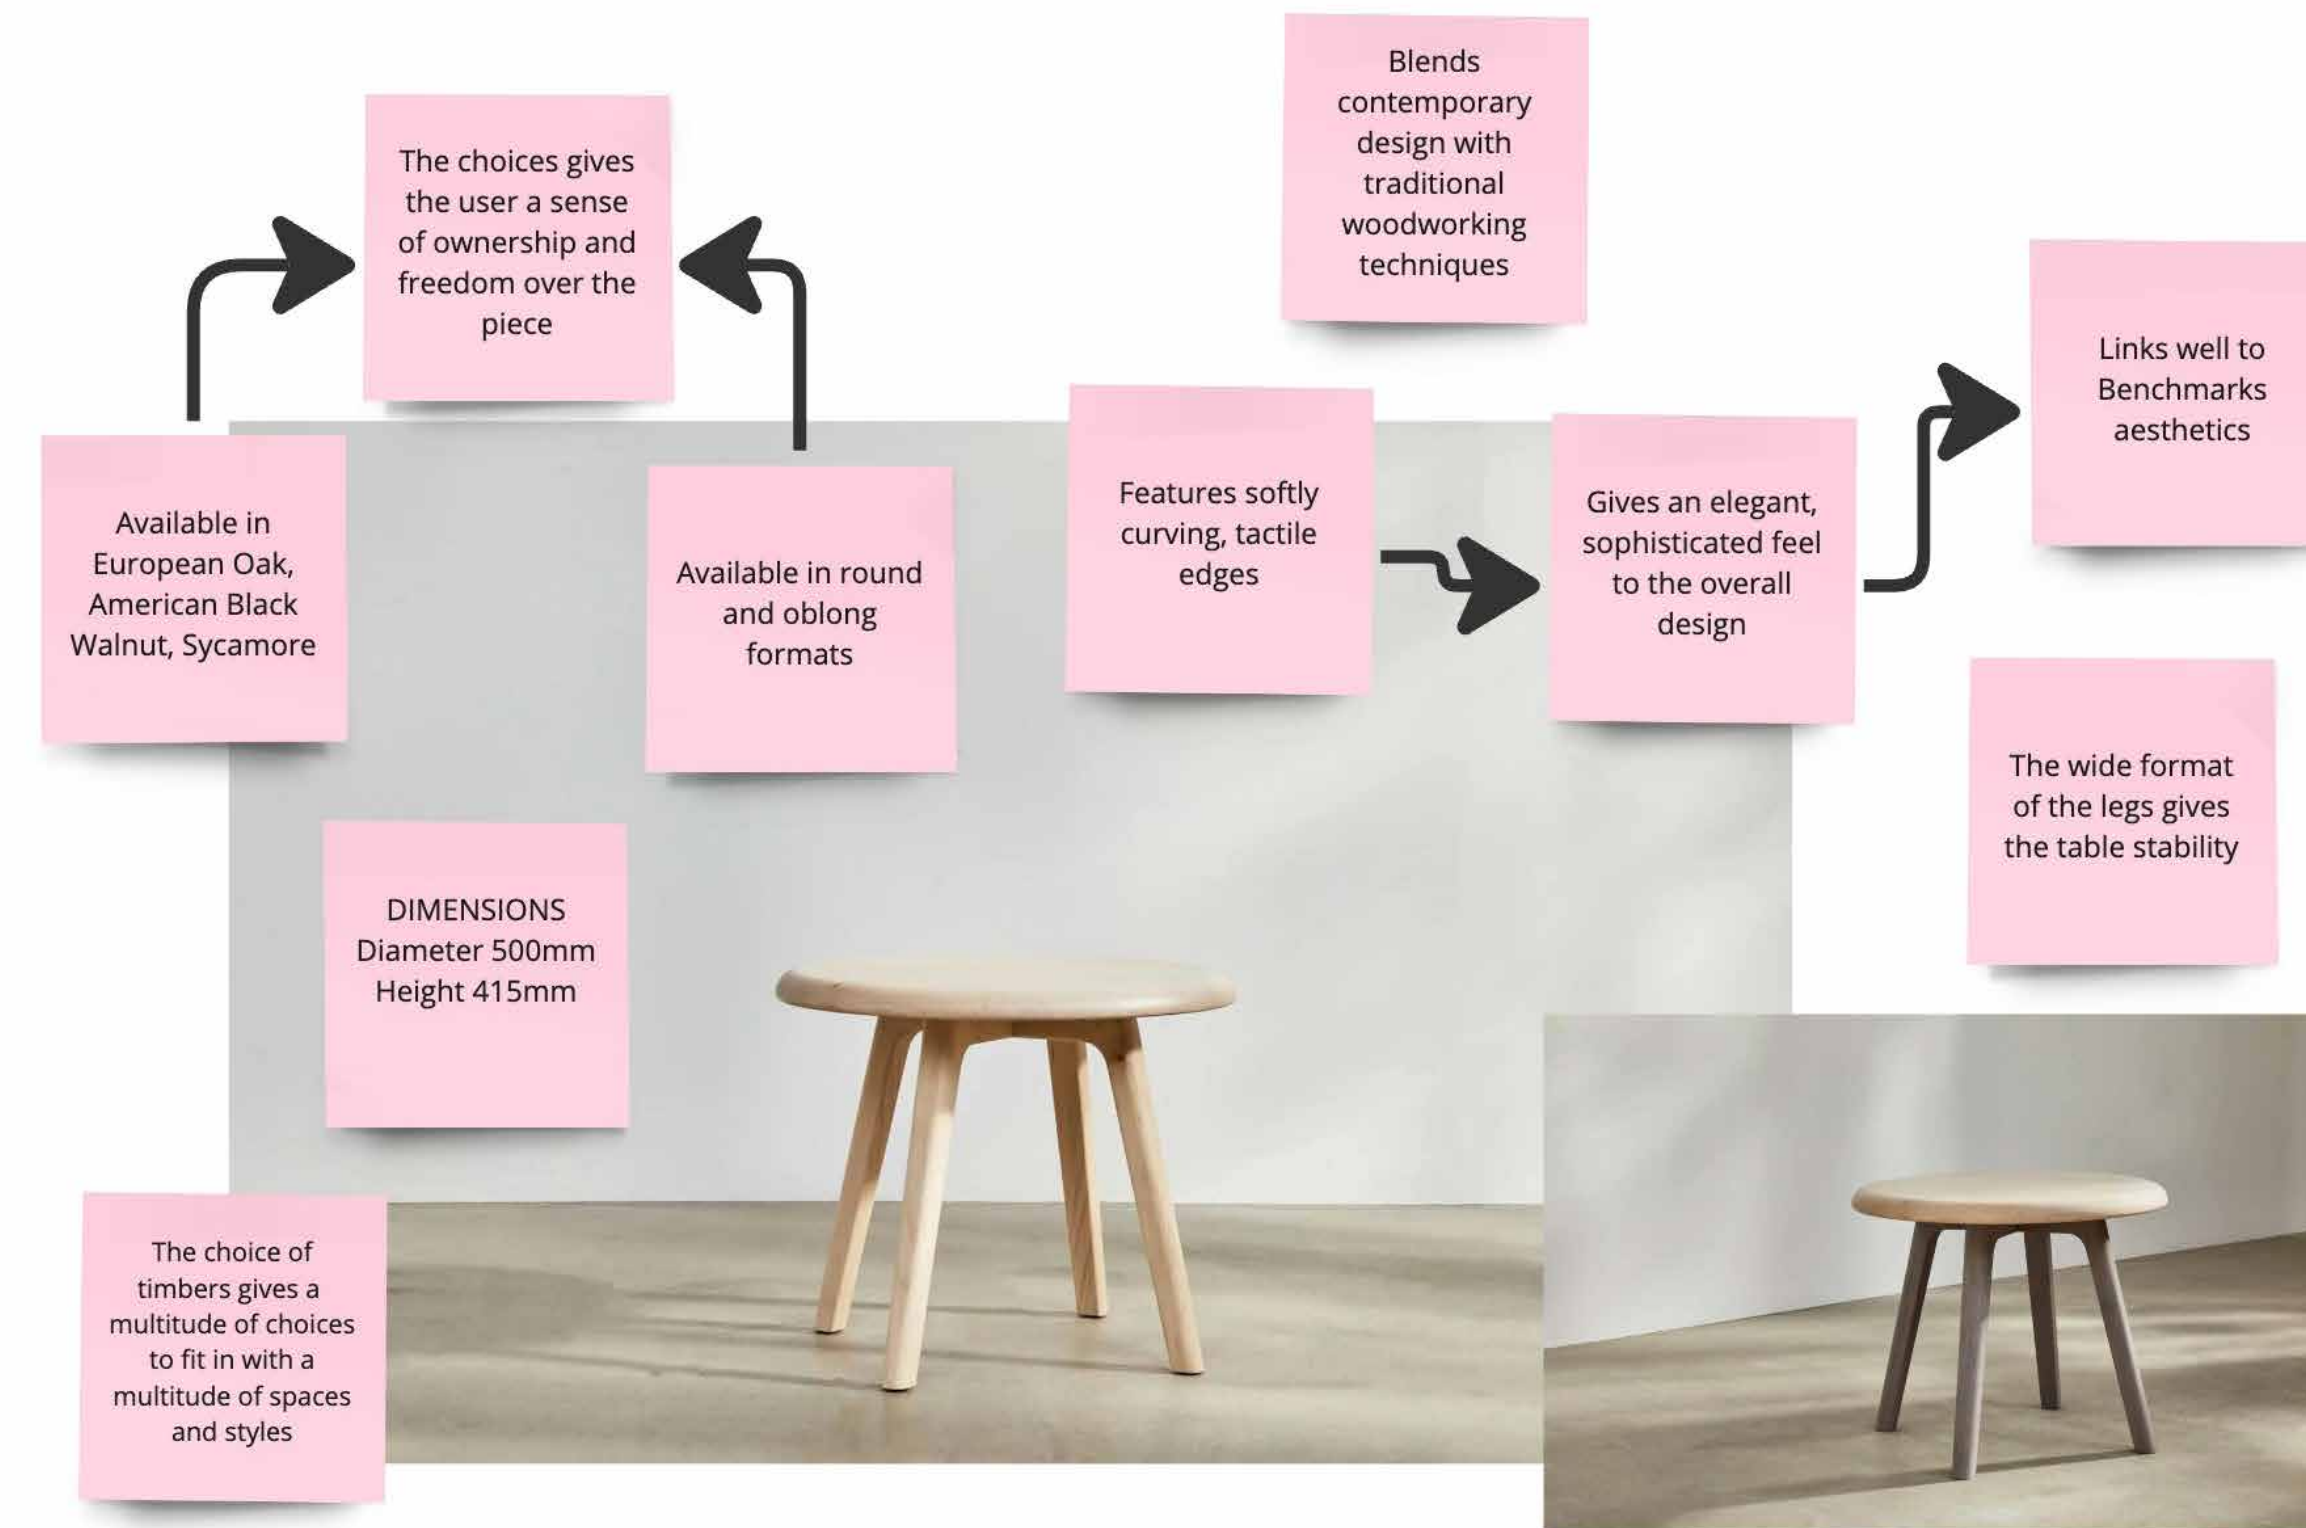 Blends
contemporary
design with
traditional
woodworking
techniques
The choices gives
the user a sense
of ownership and
freedom over the
piece
Links well to
Benchmarks
aesthetics
Available in
European Oak,
American Black
Walnut, Sycamore
Available in round
and oblong
formats
Features softly
curving, tactile
edges
Gives an elegant,
sophisticated feel
to the overall
design
The wide format
of the legs gives
the table stability
DIMENSIONS
Diameter 500mm
Height 415mm
The choice of
timbers gives a
multitude of choices
to fit in with a
multitude of spaces
and styles